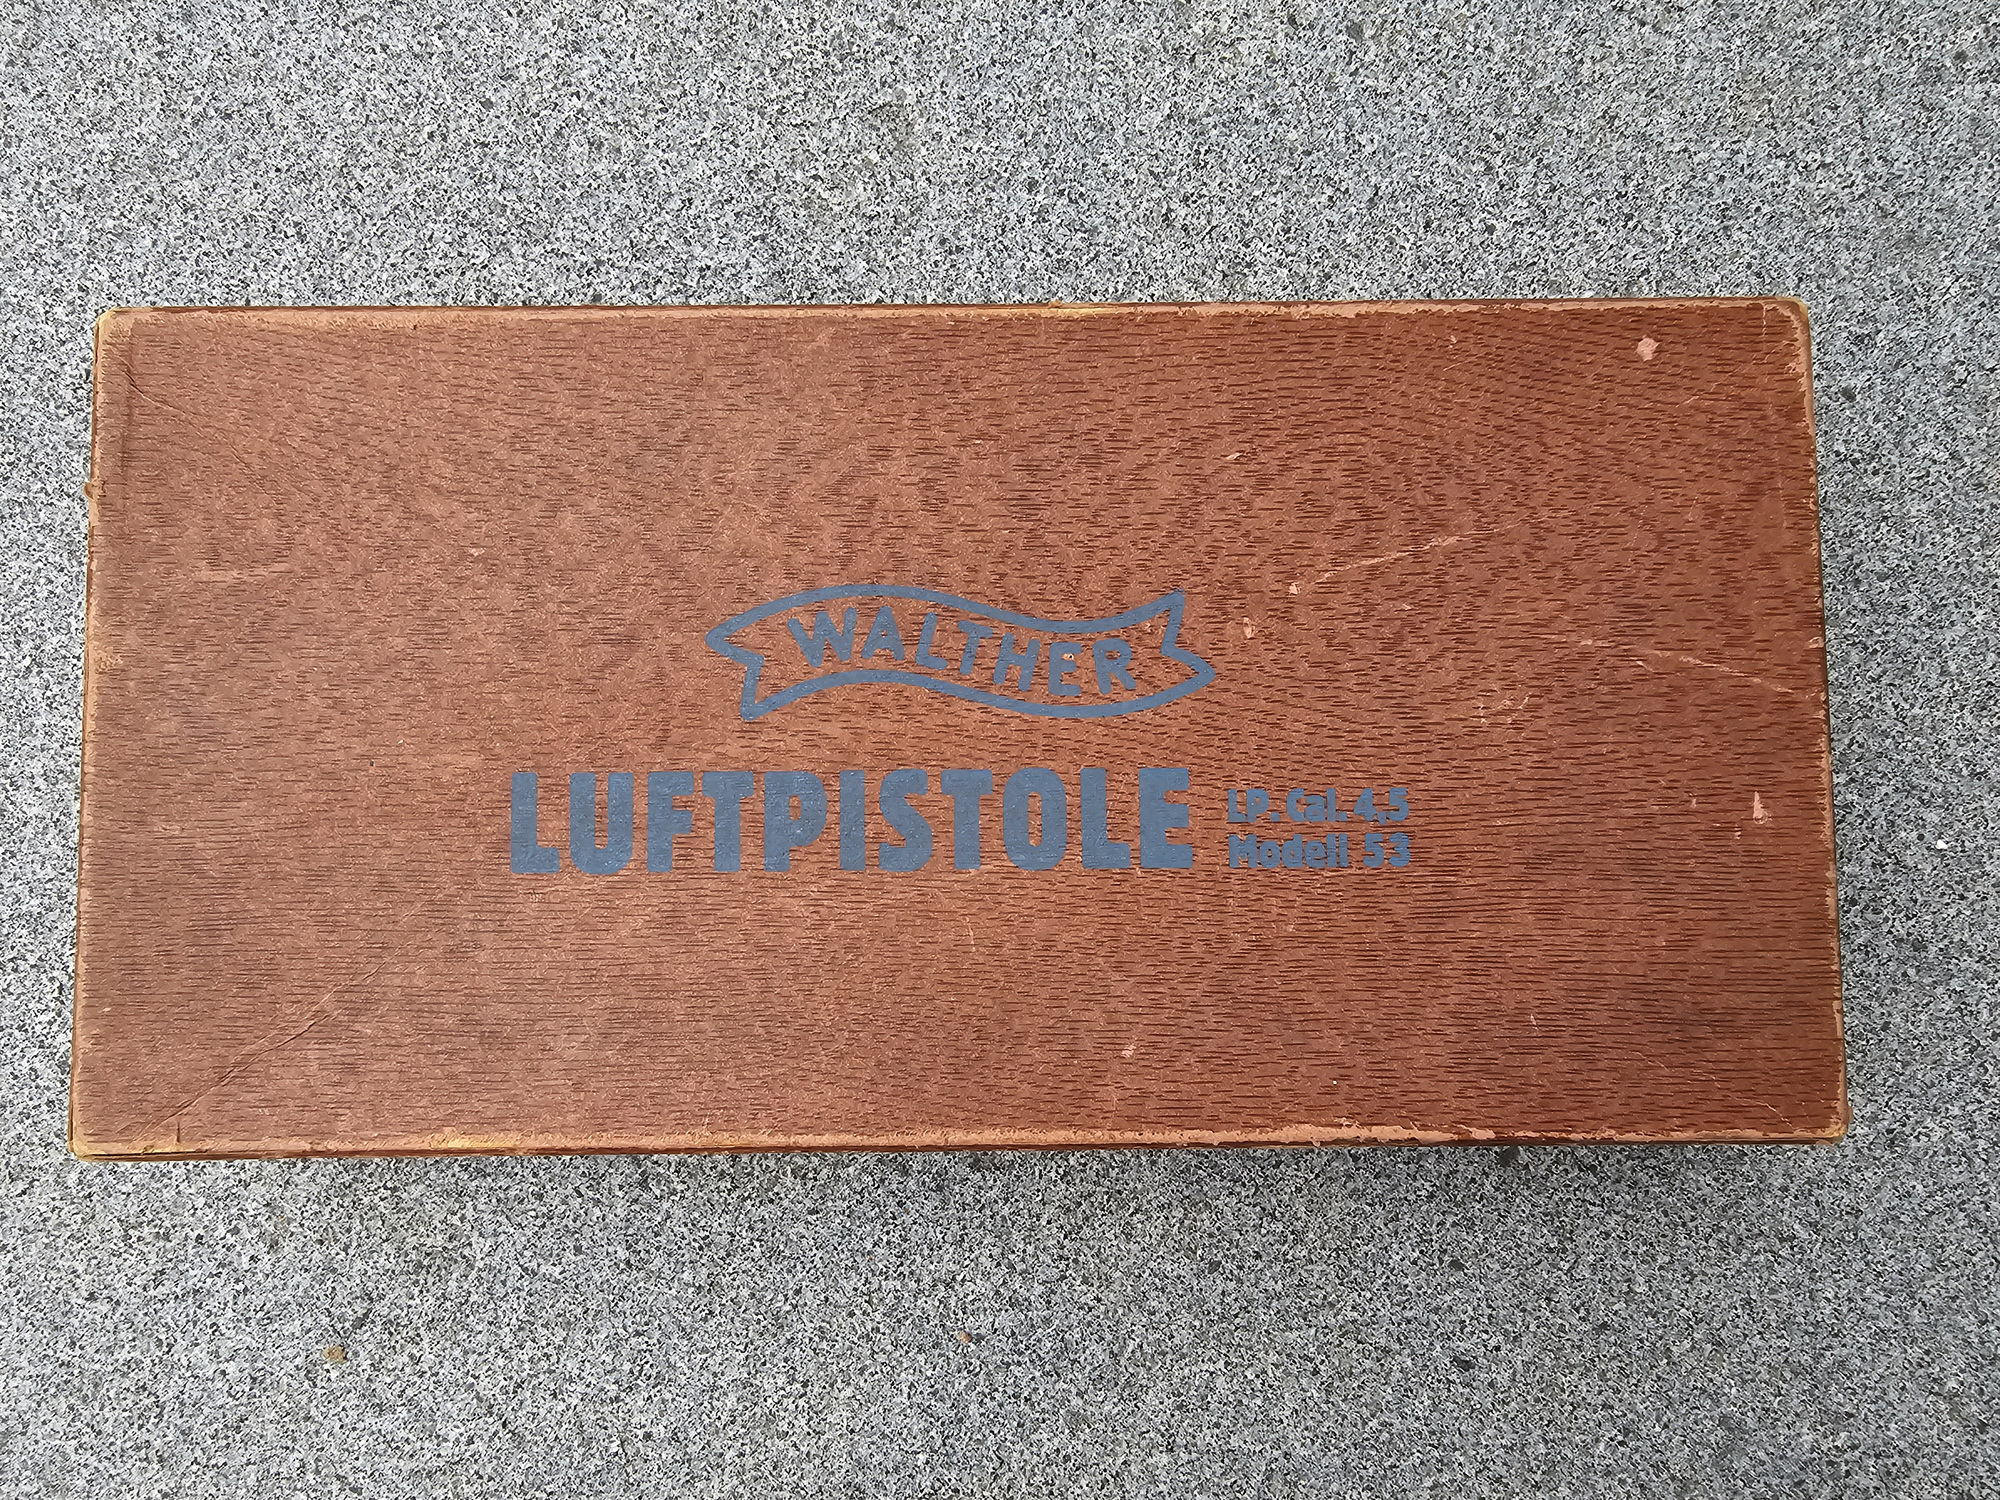 WALTHER
LUFTPISTOLE LP. Cal. 4,5
Modell 53